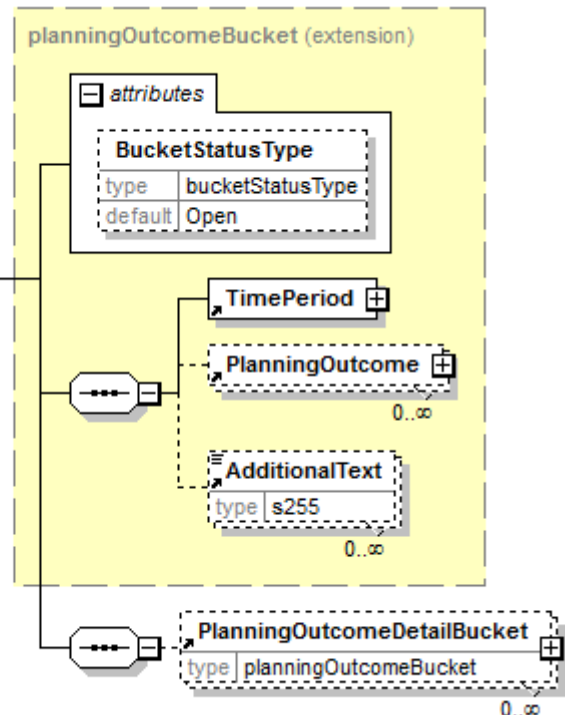 planningOutcomeBucket (extension)
attributes
BucketStatusType
type bucketStatusType
default Open
TimePeriod
PlanningOutcome
0..∞
AdditionalText
type s255
0..∞
PlanningOutcomeDetailBucket
type planningOutcomeBucket
0..∞